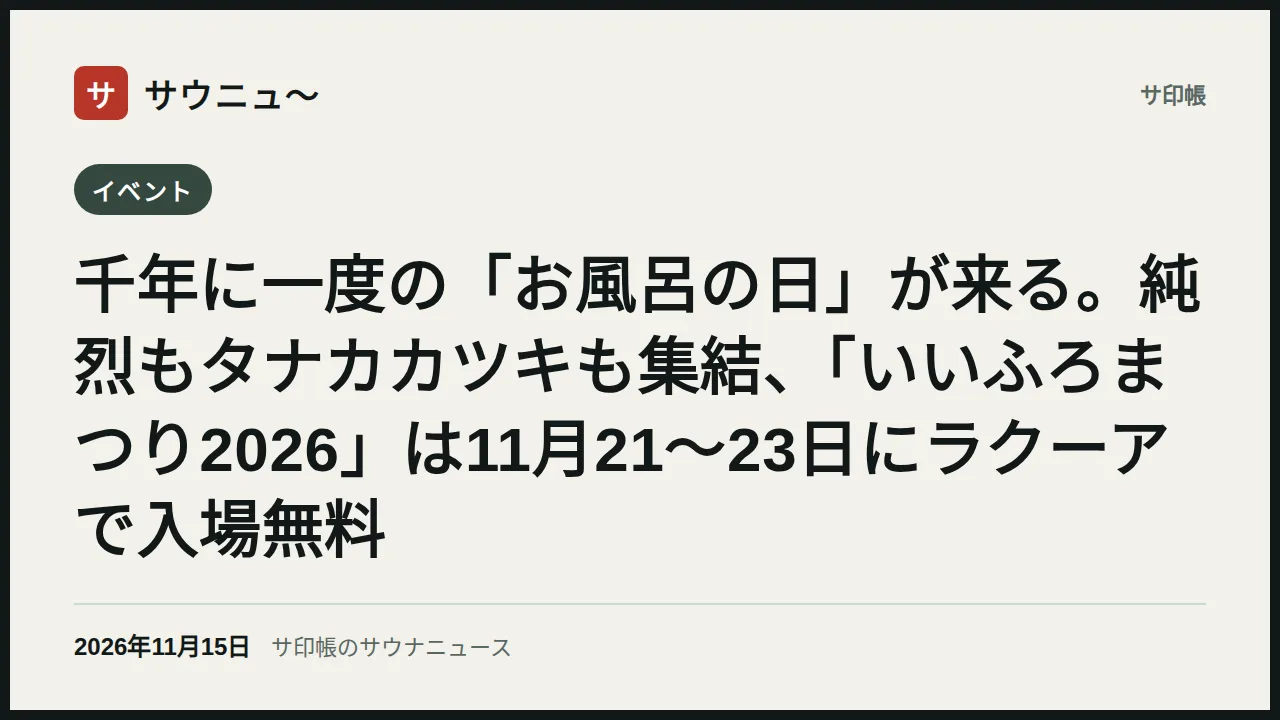 サ サウニュ〜
サ印帳
イベント
千年に一度の「お風呂の日」が来る。純
烈もタナカカツキも集結、「いいふろま
つり2026」は11月21〜23日にラクーア
で入場無料
2026年11月15日 サ印帳のサウナニュース